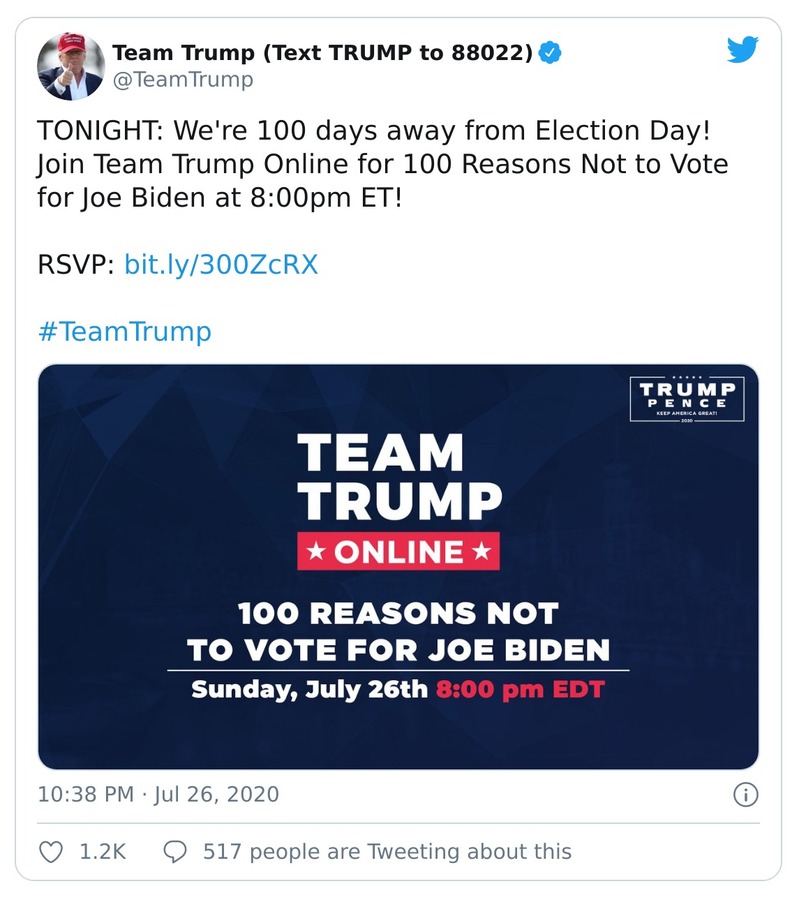 Team Trump (Text TRUMP to 88022)
@TeamTrump
TONIGHT: We're 100 days away from Election Day!
Join Team Trump Online for 100 Reasons Not to Vote
for Joe Biden at 8:00pm ET!
RSVP: bit.ly/300ZcRX
#TeamTrump
TRUMP
PENCE
KEEP AMERICA GREAT!
2020
TEAM
TRUMP
★ ONLINE ★
100 REASONS NOT
TO VOTE FOR JOE BIDEN
Sunday, July 26th 8:00 pm EDT
10:38 PM · Jul 26, 2020
1.2K 517 people are Tweeting about this